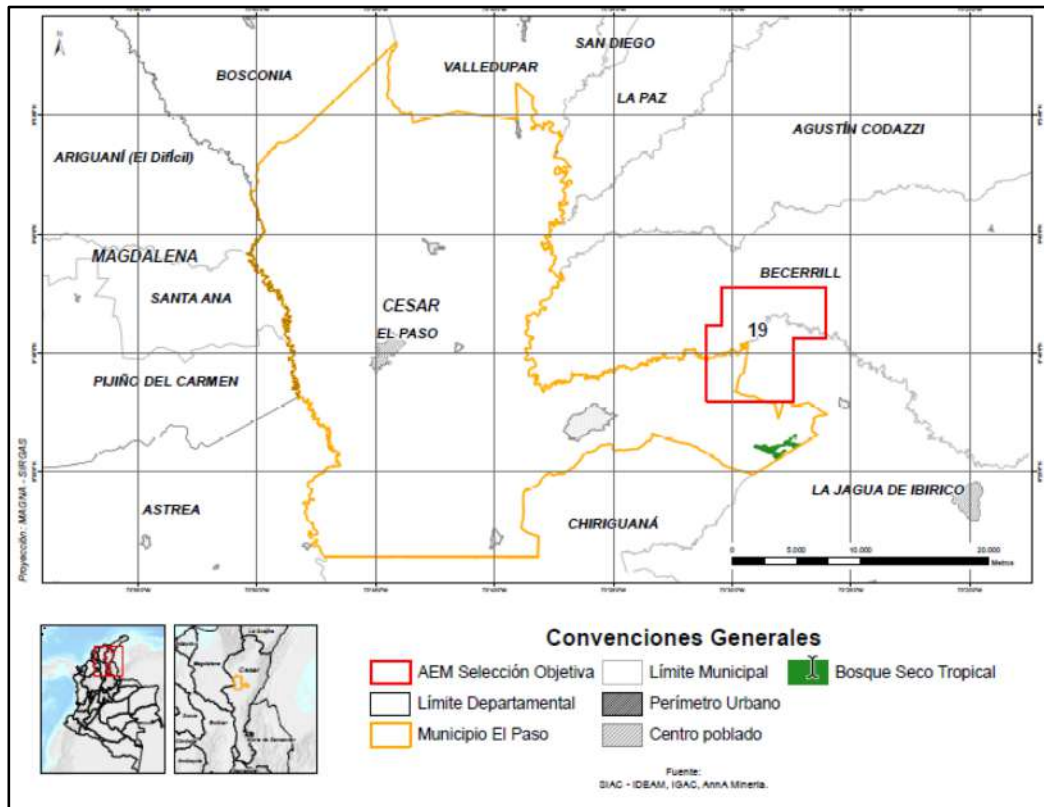 N
SAN DIEGO
BOSCONIA
VALLEDUPAR
LA PAZ
AGUSTÍN CODAZZI
ARIGUANÍ (El Difícil)
MAGDALENA
BECERRILL
SANTA ANA
CESAR
EL PASO
19
PIJIÑO DEL CARMEN
LA JAGUA DE IBIRICO
ASTREA
CHIRIGUANÁ
Proyección: MAGNA - SIRGAS
0 5.000 10.000 20.000
Metros
Convenciones Generales
AEM Selección Objetiva
Límite Municipal
Bosque Seco Tropical
Límite Departamental
Perímetro Urbano
Municipio El Paso
Centro poblado
Cesar
Fuente:
SIAC - IDEAM, IGAC, AnnA Minería.